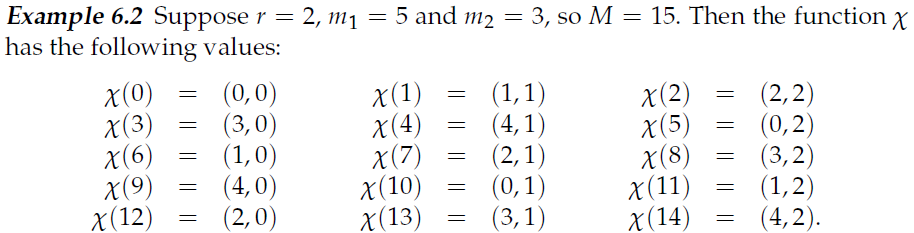 Example 6.2 Suppose r = 2, m₁ = 5 and m₂ = 3, so M = 15. Then the function χ
has the following values:
χ(0) = (0,0) χ(1) = (1,1) χ(2) = (2,2)
χ(3) = (3,0) χ(4) = (4,1) χ(5) = (0,2)
χ(6) = (1,0) χ(7) = (2,1) χ(8) = (3,2)
χ(9) = (4,0) χ(10) = (0,1) χ(11) = (1,2)
χ(12) = (2,0) χ(13) = (3,1) χ(14) = (4,2).